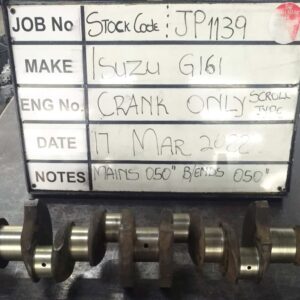 JOB No STOCK CODE: JP1139
MAKE ISUZU G161
ENG No. CRANK ONLY SCROLL TYPE
DATE 17 MAR
NOTES MAINS 050" B/ENDS 050"